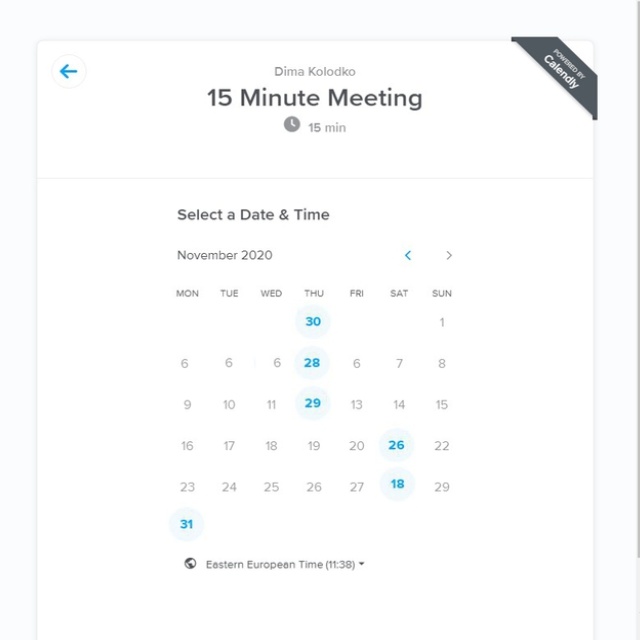 POWERED BY
Calendly
Dima Kolodko
15 Minute Meeting
15 min
Select a Date & Time
November 2020
MON TUE WED THU FRI SAT SUN
30 1
6 6 6 28 6 7 8
9 10 11 29 13 14 15
16 17 18 19 20 26 22
23 24 25 26 27 18 29
31
Eastern European Time (11:38)